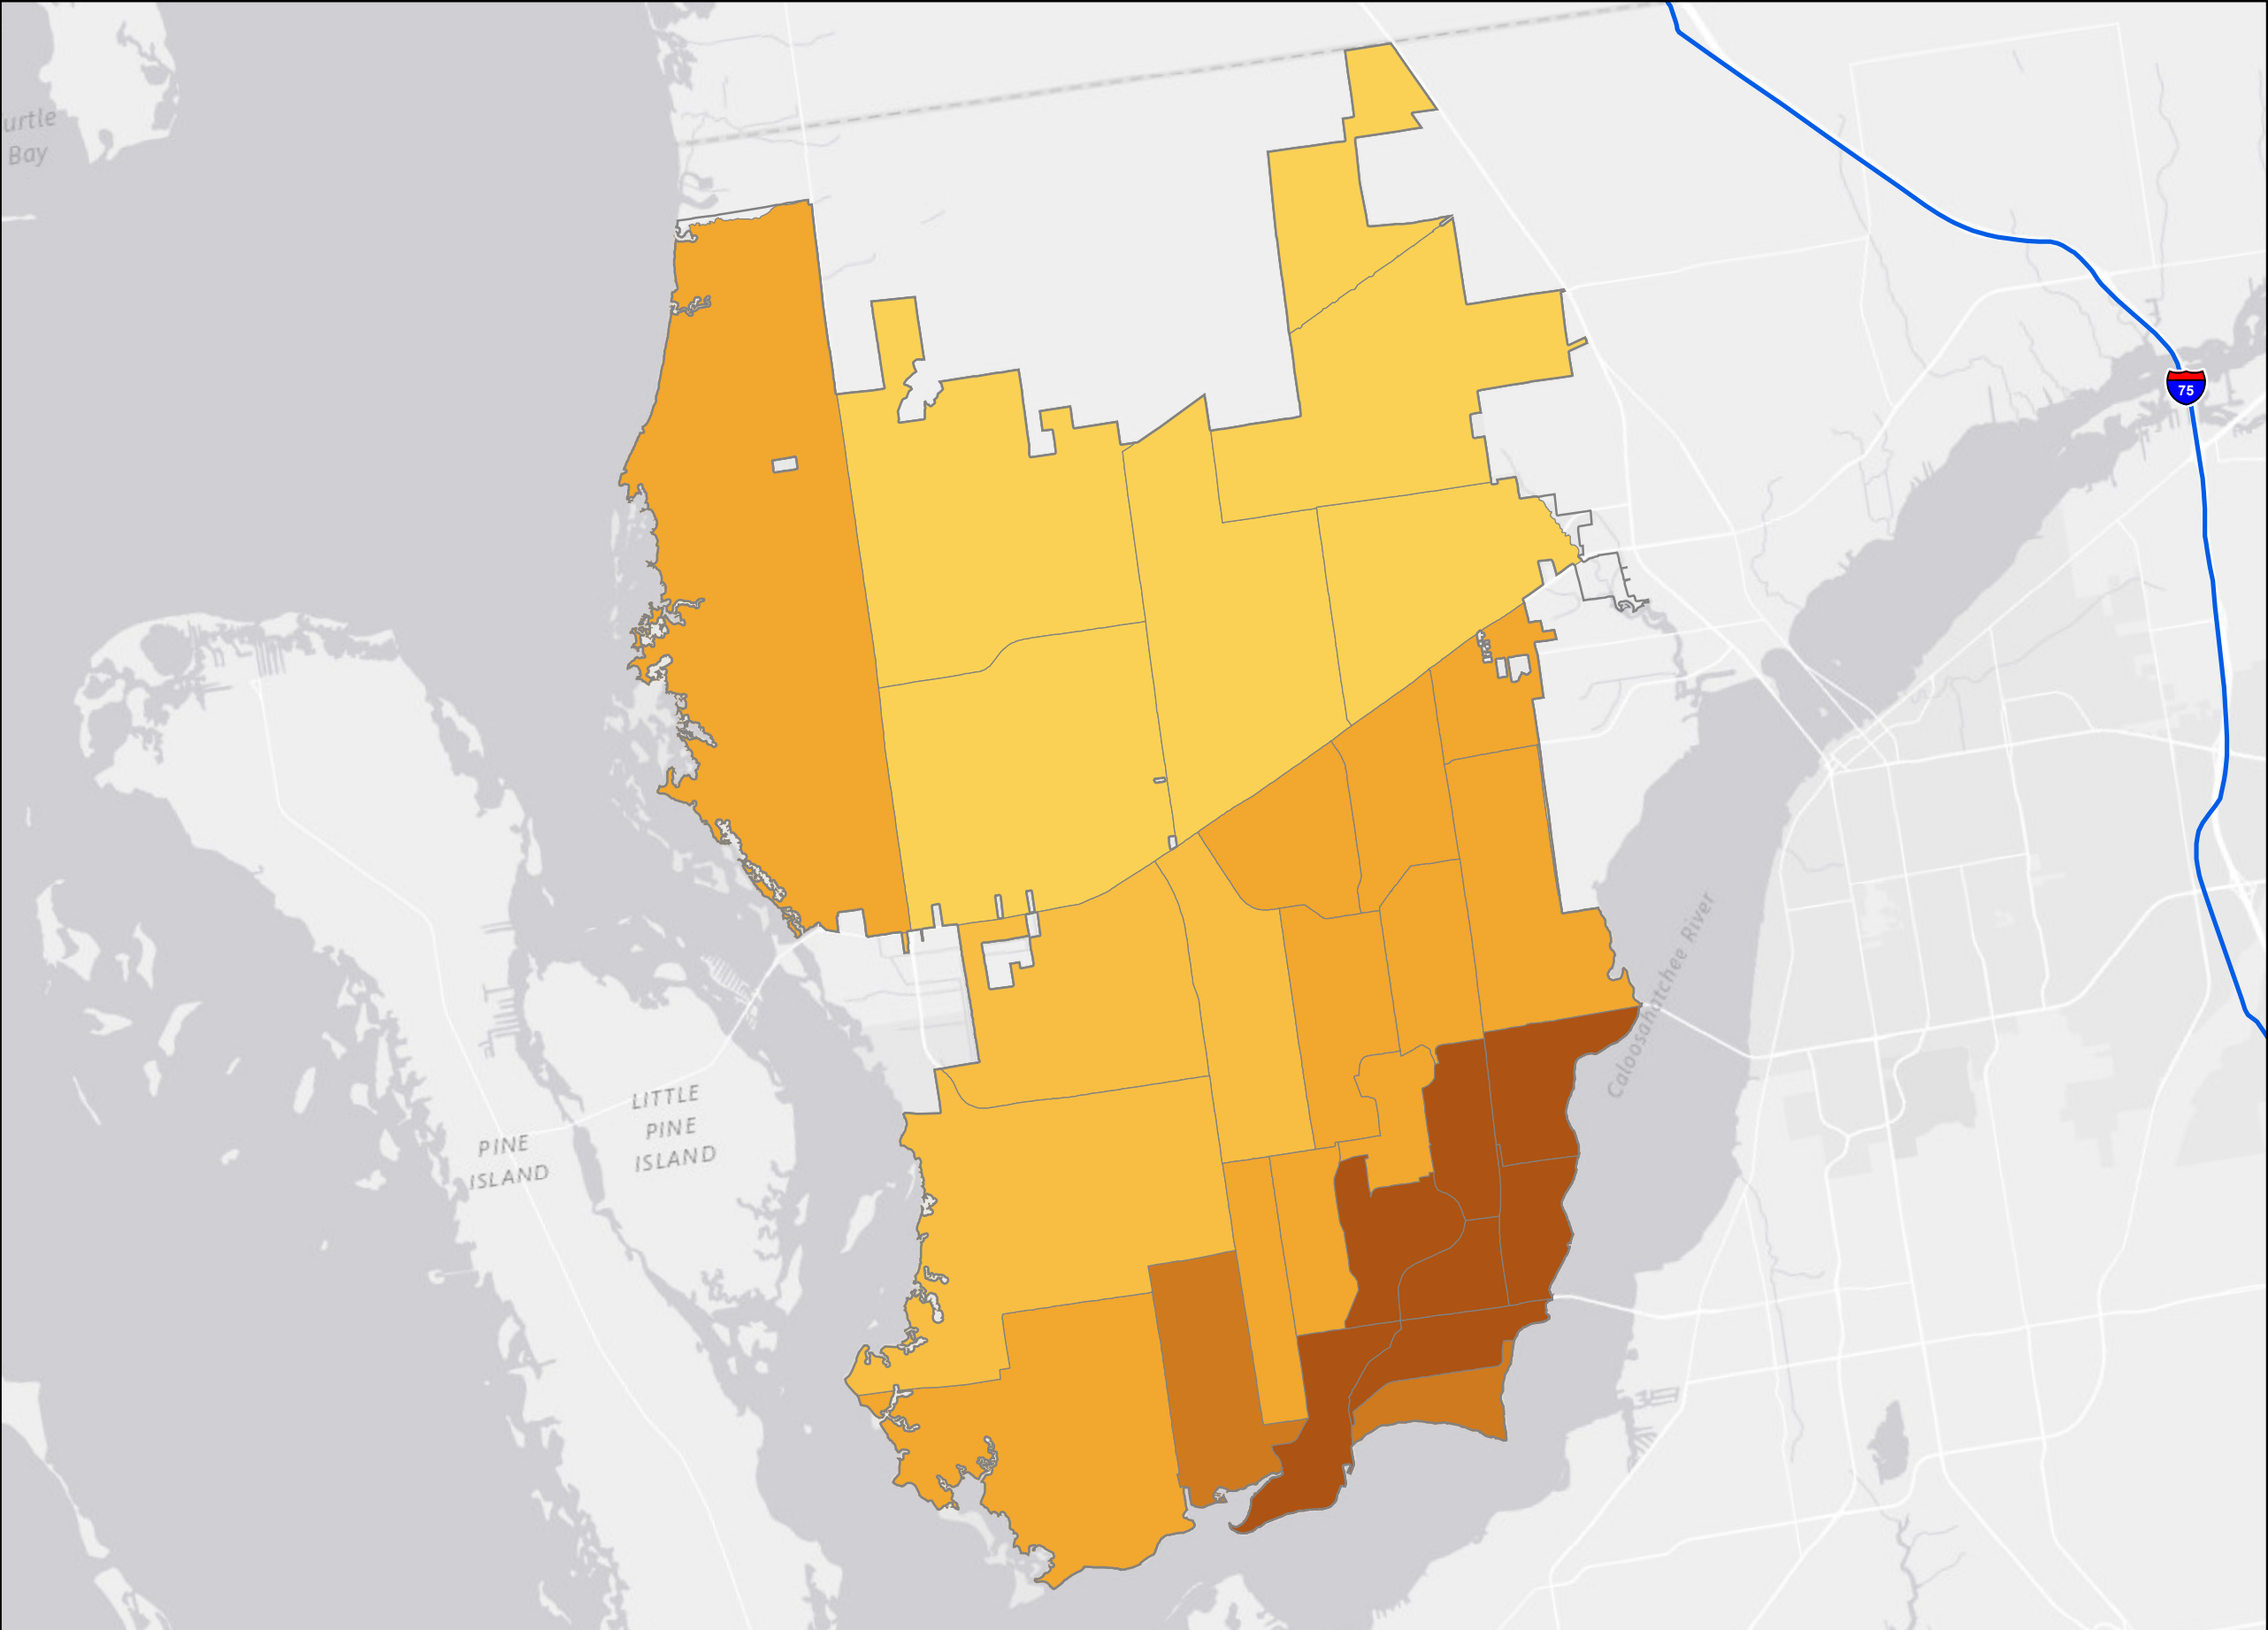 urtle
Bay
75
Caloosahatchee River
LITTLE
PINE
ISLAND
PINE
ISLAND